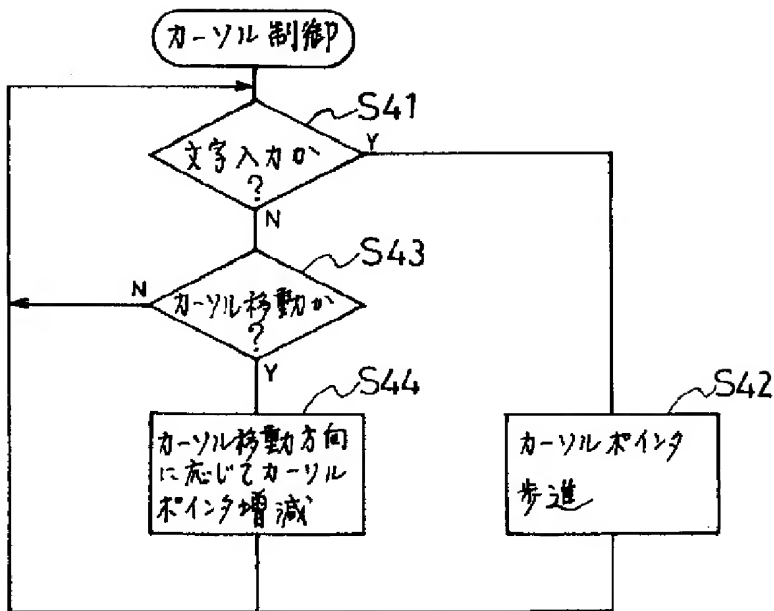 カーソル制御
S41
文字入力か
?
Y
N
S43
カーソル移動か
?
N
Y
S44
カーソル移動方向
に応じてカーソル
ポインタ増減
S42
カーソルポインタ
歩進